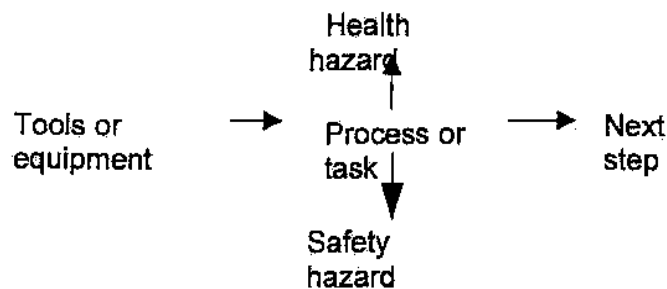 Health
hazard
Tools or
equipment
Process or
task
Next
step
Safety
hazard